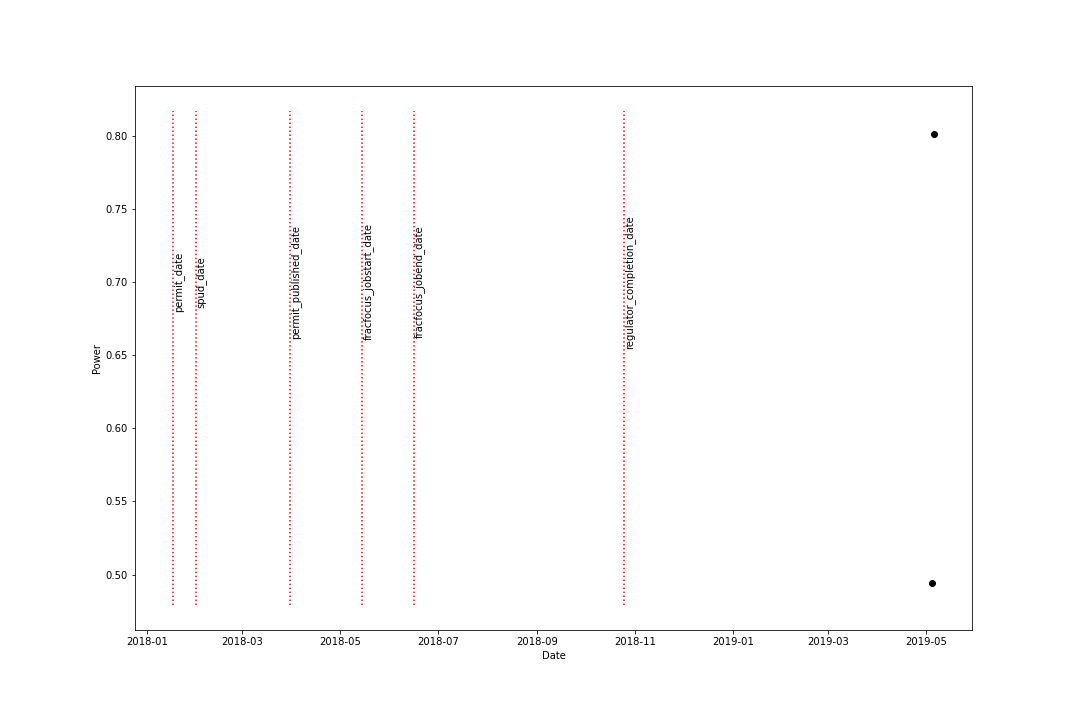 0.80
0.75
0.70
0.65
0.60
0.55
0.50
Power
permit_date
spud_date
permit_published_date
fracfocus_jobstart_date
fracfocus_jobend_date
regulator_completion_date
2018-01
2018-03
2018-05
2018-07
2018-09
2018-11
2019-01
2019-03
2019-05
Date